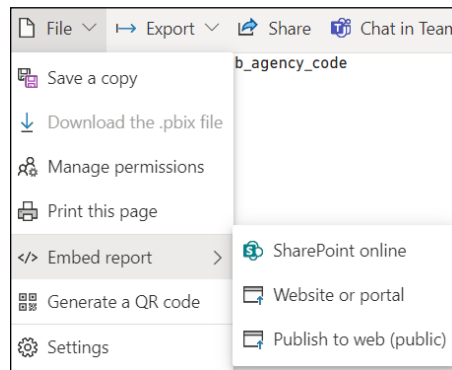 File Export Share Chat in Team
b_agency_code
Save a copy
Download the .pbix file
Manage permissions
Print this page
Embed report
SharePoint online
Generate a QR code
Website or portal
Settings
Publish to web (public)